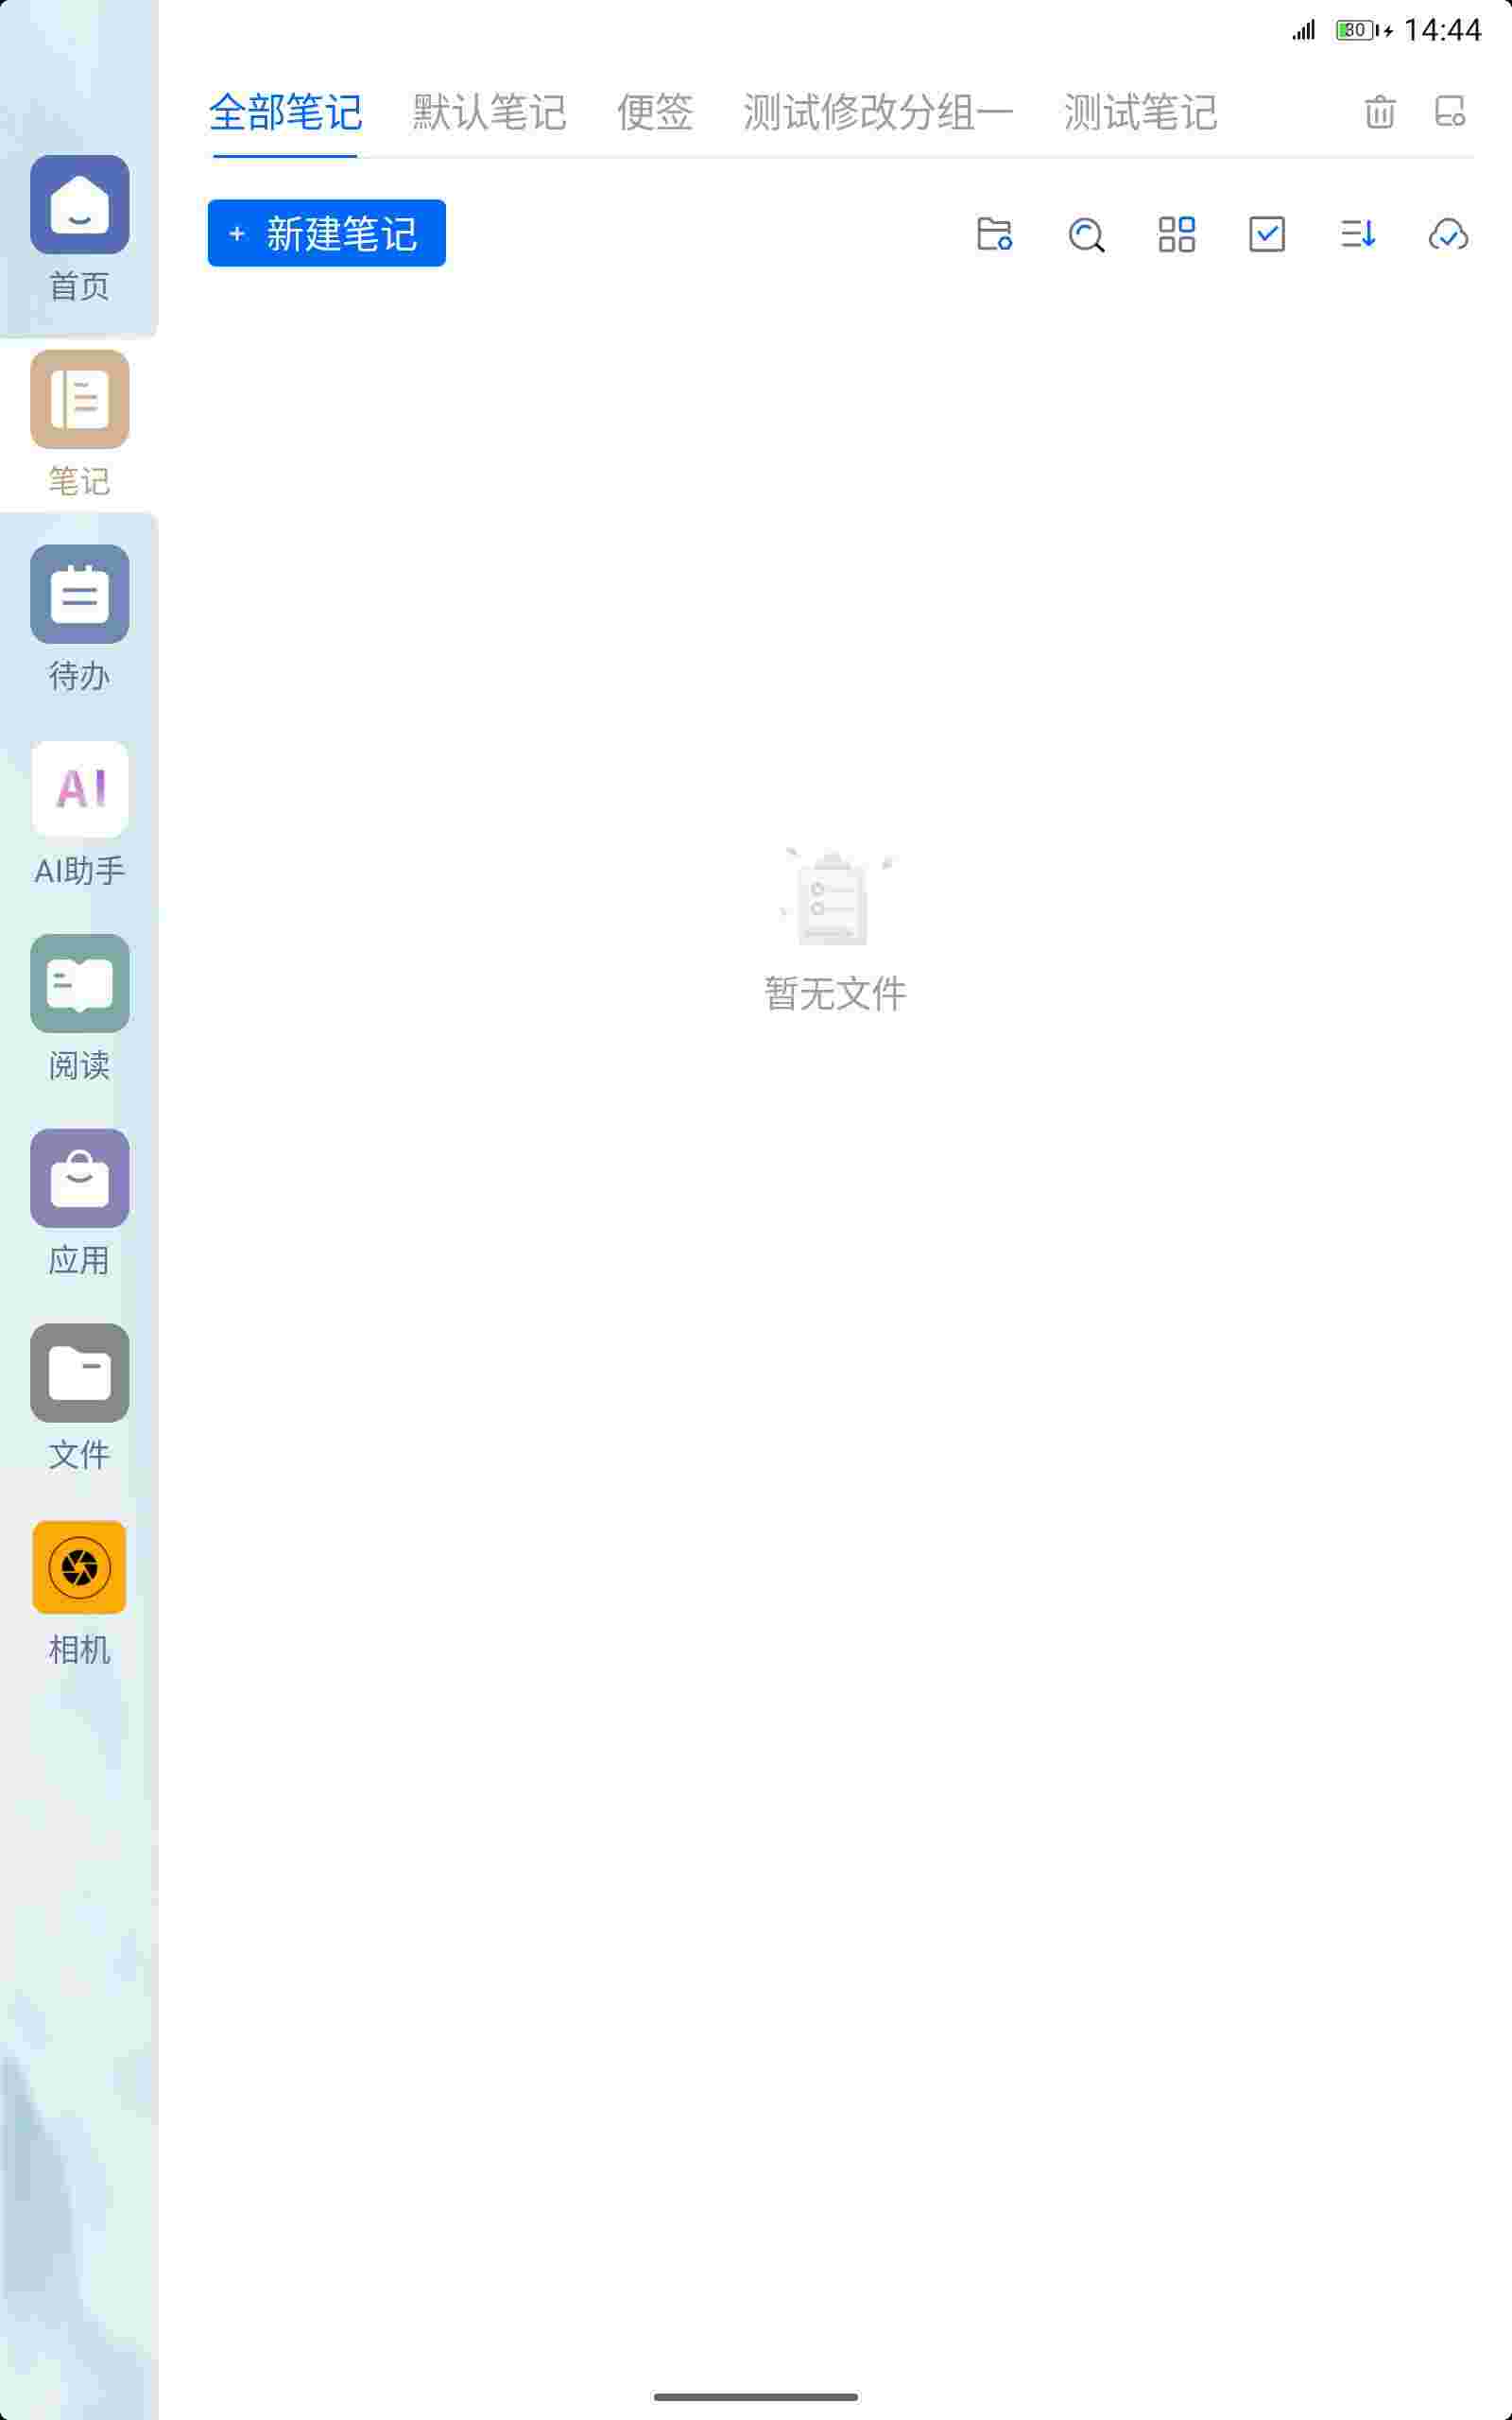 30 14:44
全部笔记 默认笔记 便签 测试修改分组一 测试笔记
+ 新建笔记
首页
笔记
待办
AI
AI助手
阅读
应用
文件
相机
暂无文件